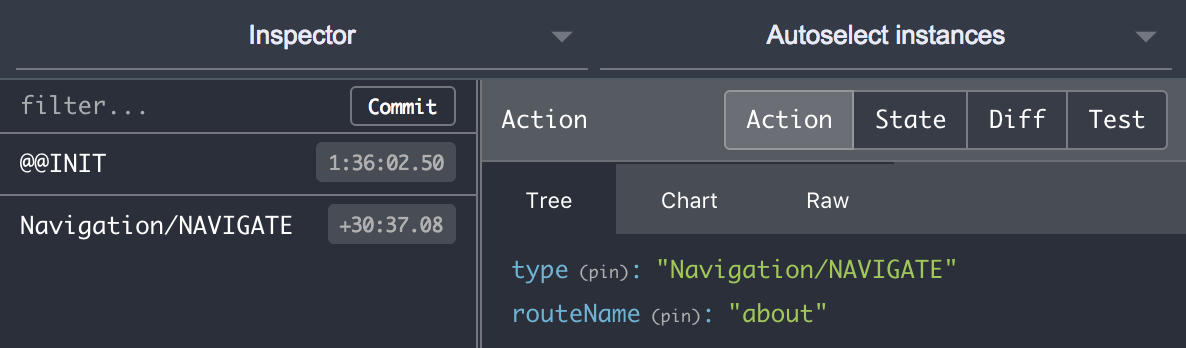 Inspector
Autoselect instances
filter...
Commit
Action
Action State Diff Test
@@INIT
1:36:02.50
Navigation/NAVIGATE
+30:37.08
Tree Chart Raw
type (pin): "Navigation/NAVIGATE"
routeName (pin): "about"